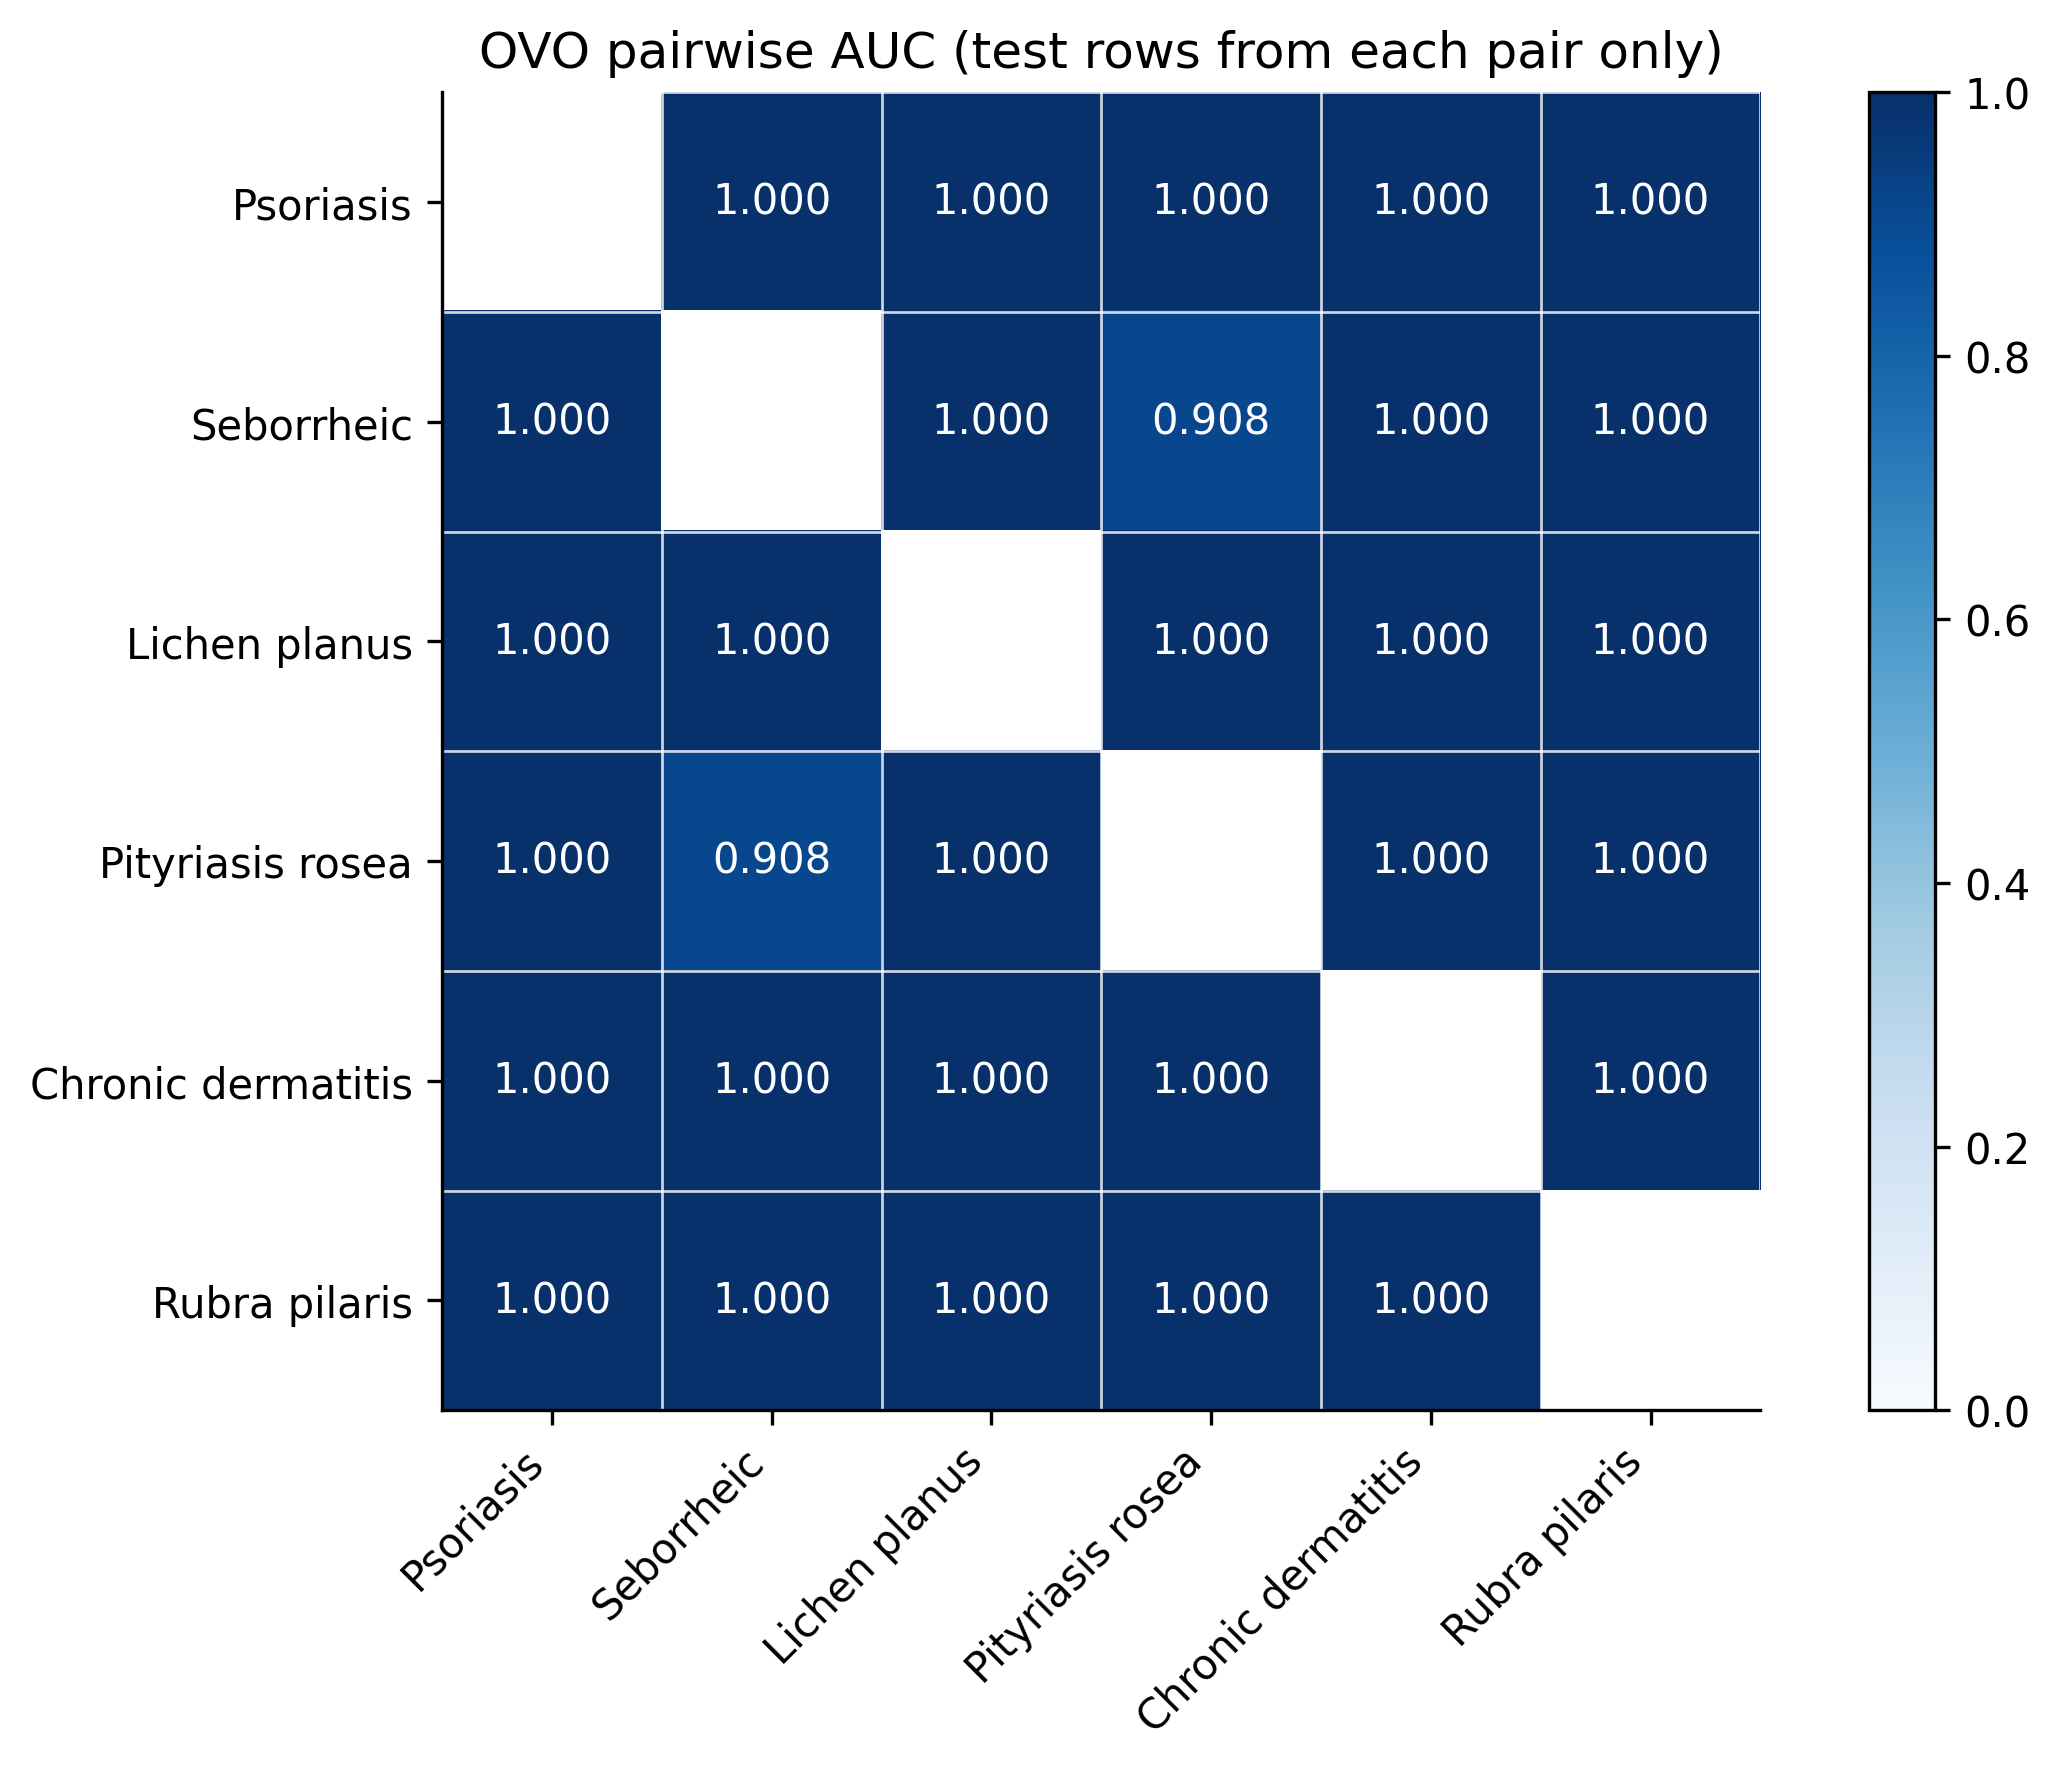 OVO pairwise AUC (test rows from each pair only)
Psoriasis 1.000 1.000 1.000 1.000 1.000
Seborrheic 1.000 1.000 0.908 1.000 1.000
Lichen planus 1.000 1.000 1.000 1.000 1.000
Pityriasis rosea 1.000 0.908 1.000 1.000 1.000
Chronic dermatitis 1.000 1.000 1.000 1.000 1.000
Rubra pilaris 1.000 1.000 1.000 1.000 1.000
Psoriasis
Seborrheic
Lichen planus
Pityriasis rosea
Chronic dermatitis
Rubra pilaris
1.0
0.8
0.6
0.4
0.2
0.0